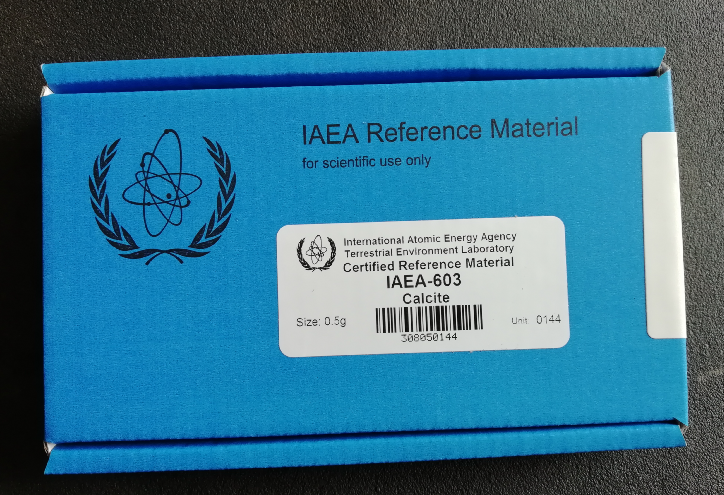 IAEA Reference Material
for scientific use only
International Atomic Energy Agency
Terrestrial Environment Laboratory
Certified Reference Material
IAEA-603
Calcite
Size: 0.5g
Unit 0144
308050144